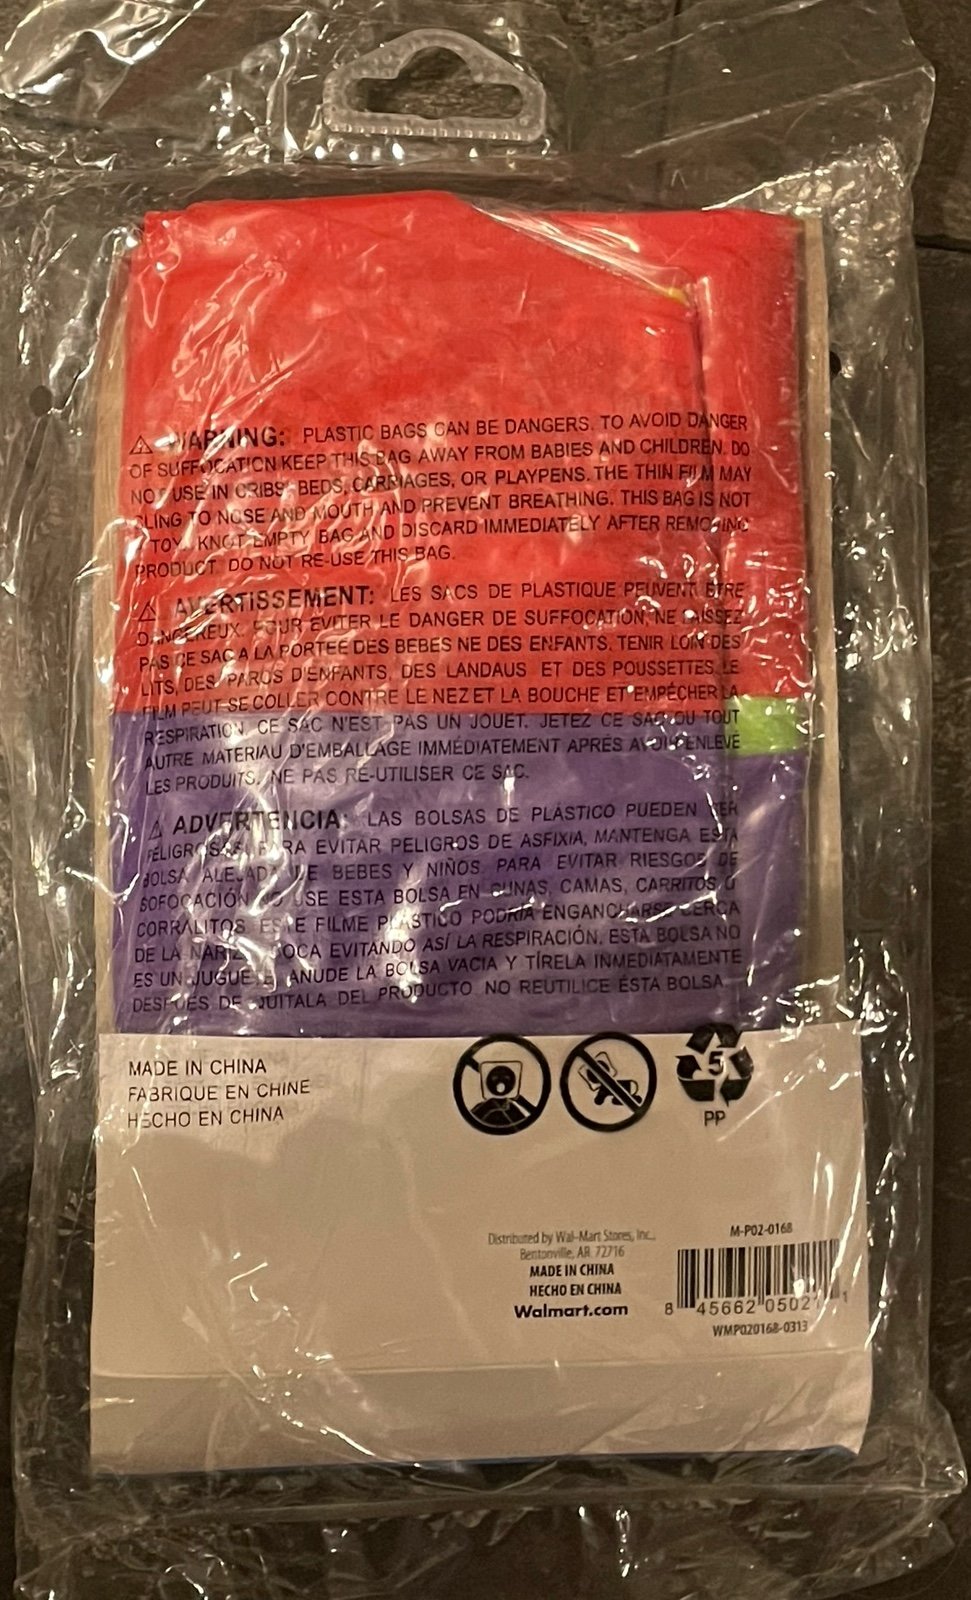 WARNING: PLASTIC BAGS CAN BE DANGERS. TO AVOID DANGER
OF SUFFOCATION KEEP THIS BAG AWAY FROM BABIES AND CHILDREN. DO
NOT USE IN CRIBS, BEDS, CARRIAGES, OR PLAYPENS. THE THIN FILM MAY
CLING TO NOSE AND MOUTH AND PREVENT BREATHING. THIS BAG IS NOT
TOY. KNOT EMPTY BAG AND DISCARD IMMEDIATELY AFTER REMOVING
PRODUCT. DO NOT RE-USE THIS BAG.
AVERTISSEMENT: LES SACS DE PLASTIQUE PEUVENT ÊTRE
DANGEREUX. POUR EVITER LE DANGER DE SUFFOCATION, NE LAISSEZ
PAS CE SAC A LA PORTEE DES BEBES NE DES ENFANTS. TENIR LOIN DES
LITS, DES PARCS D'ENFANTS, DES LANDAUS ET DES POUSSETTES. LE
FILM PEUT SE COLLER CONTRE LE NEZ ET LA BOUCHE ET EMPÉCHER LA
RESPIRATION. CE SAC N'EST PAS UN JOUET. JETEZ CE SAC OU TOUT
AUTRE MATERIAU D'EMBALLAGE IMMÉDIATEMENT APRÉS AVOIR ENLEVÉ
LES PRODUITS. NE PAS RÉ-UTILISER CE SAC.
ADVERTENCIA: LAS BOLSAS DE PLÁSTICO PUEDEN SER
PELIGROSAS. PARA EVITAR PELIGROS DE ASFIXIA, MANTENGA ESTA
BOLSA ALEJADA DE BEBES Y NIÑOS. PARA EVITAR RIESGOS DE
SOFOCACIÓN NO USE ESTA BOLSA EN CUNAS, CAMAS, CARRITOS O
CORRALITOS. ESTE FILME PLASTICO PODRÍA ENGANCHARSE CERCA
DE LA NARIZ BOCA EVITANDO ASÍ LA RESPIRACIÓN. ESTA BOLSA NO
ES UN JUGUETE. ANUDE LA BOLSA VACIA Y TÍRELA INMEDIATAMENTE
DESPUÉS DE QUITALA DEL PRODUCTO. NO REUTILICE ÉSTA BOLSA.
MADE IN CHINA
FABRIQUE EN CHINE
HECHO EN CHINA
5
PP
Distributed by Wal-Mart Stores, Inc.,
Bentonville, AR 72716
MADE IN CHINA
HECHO EN CHINA
Walmart.com
M-P02-0168
8 45662 05021 1
WMP020168-0313